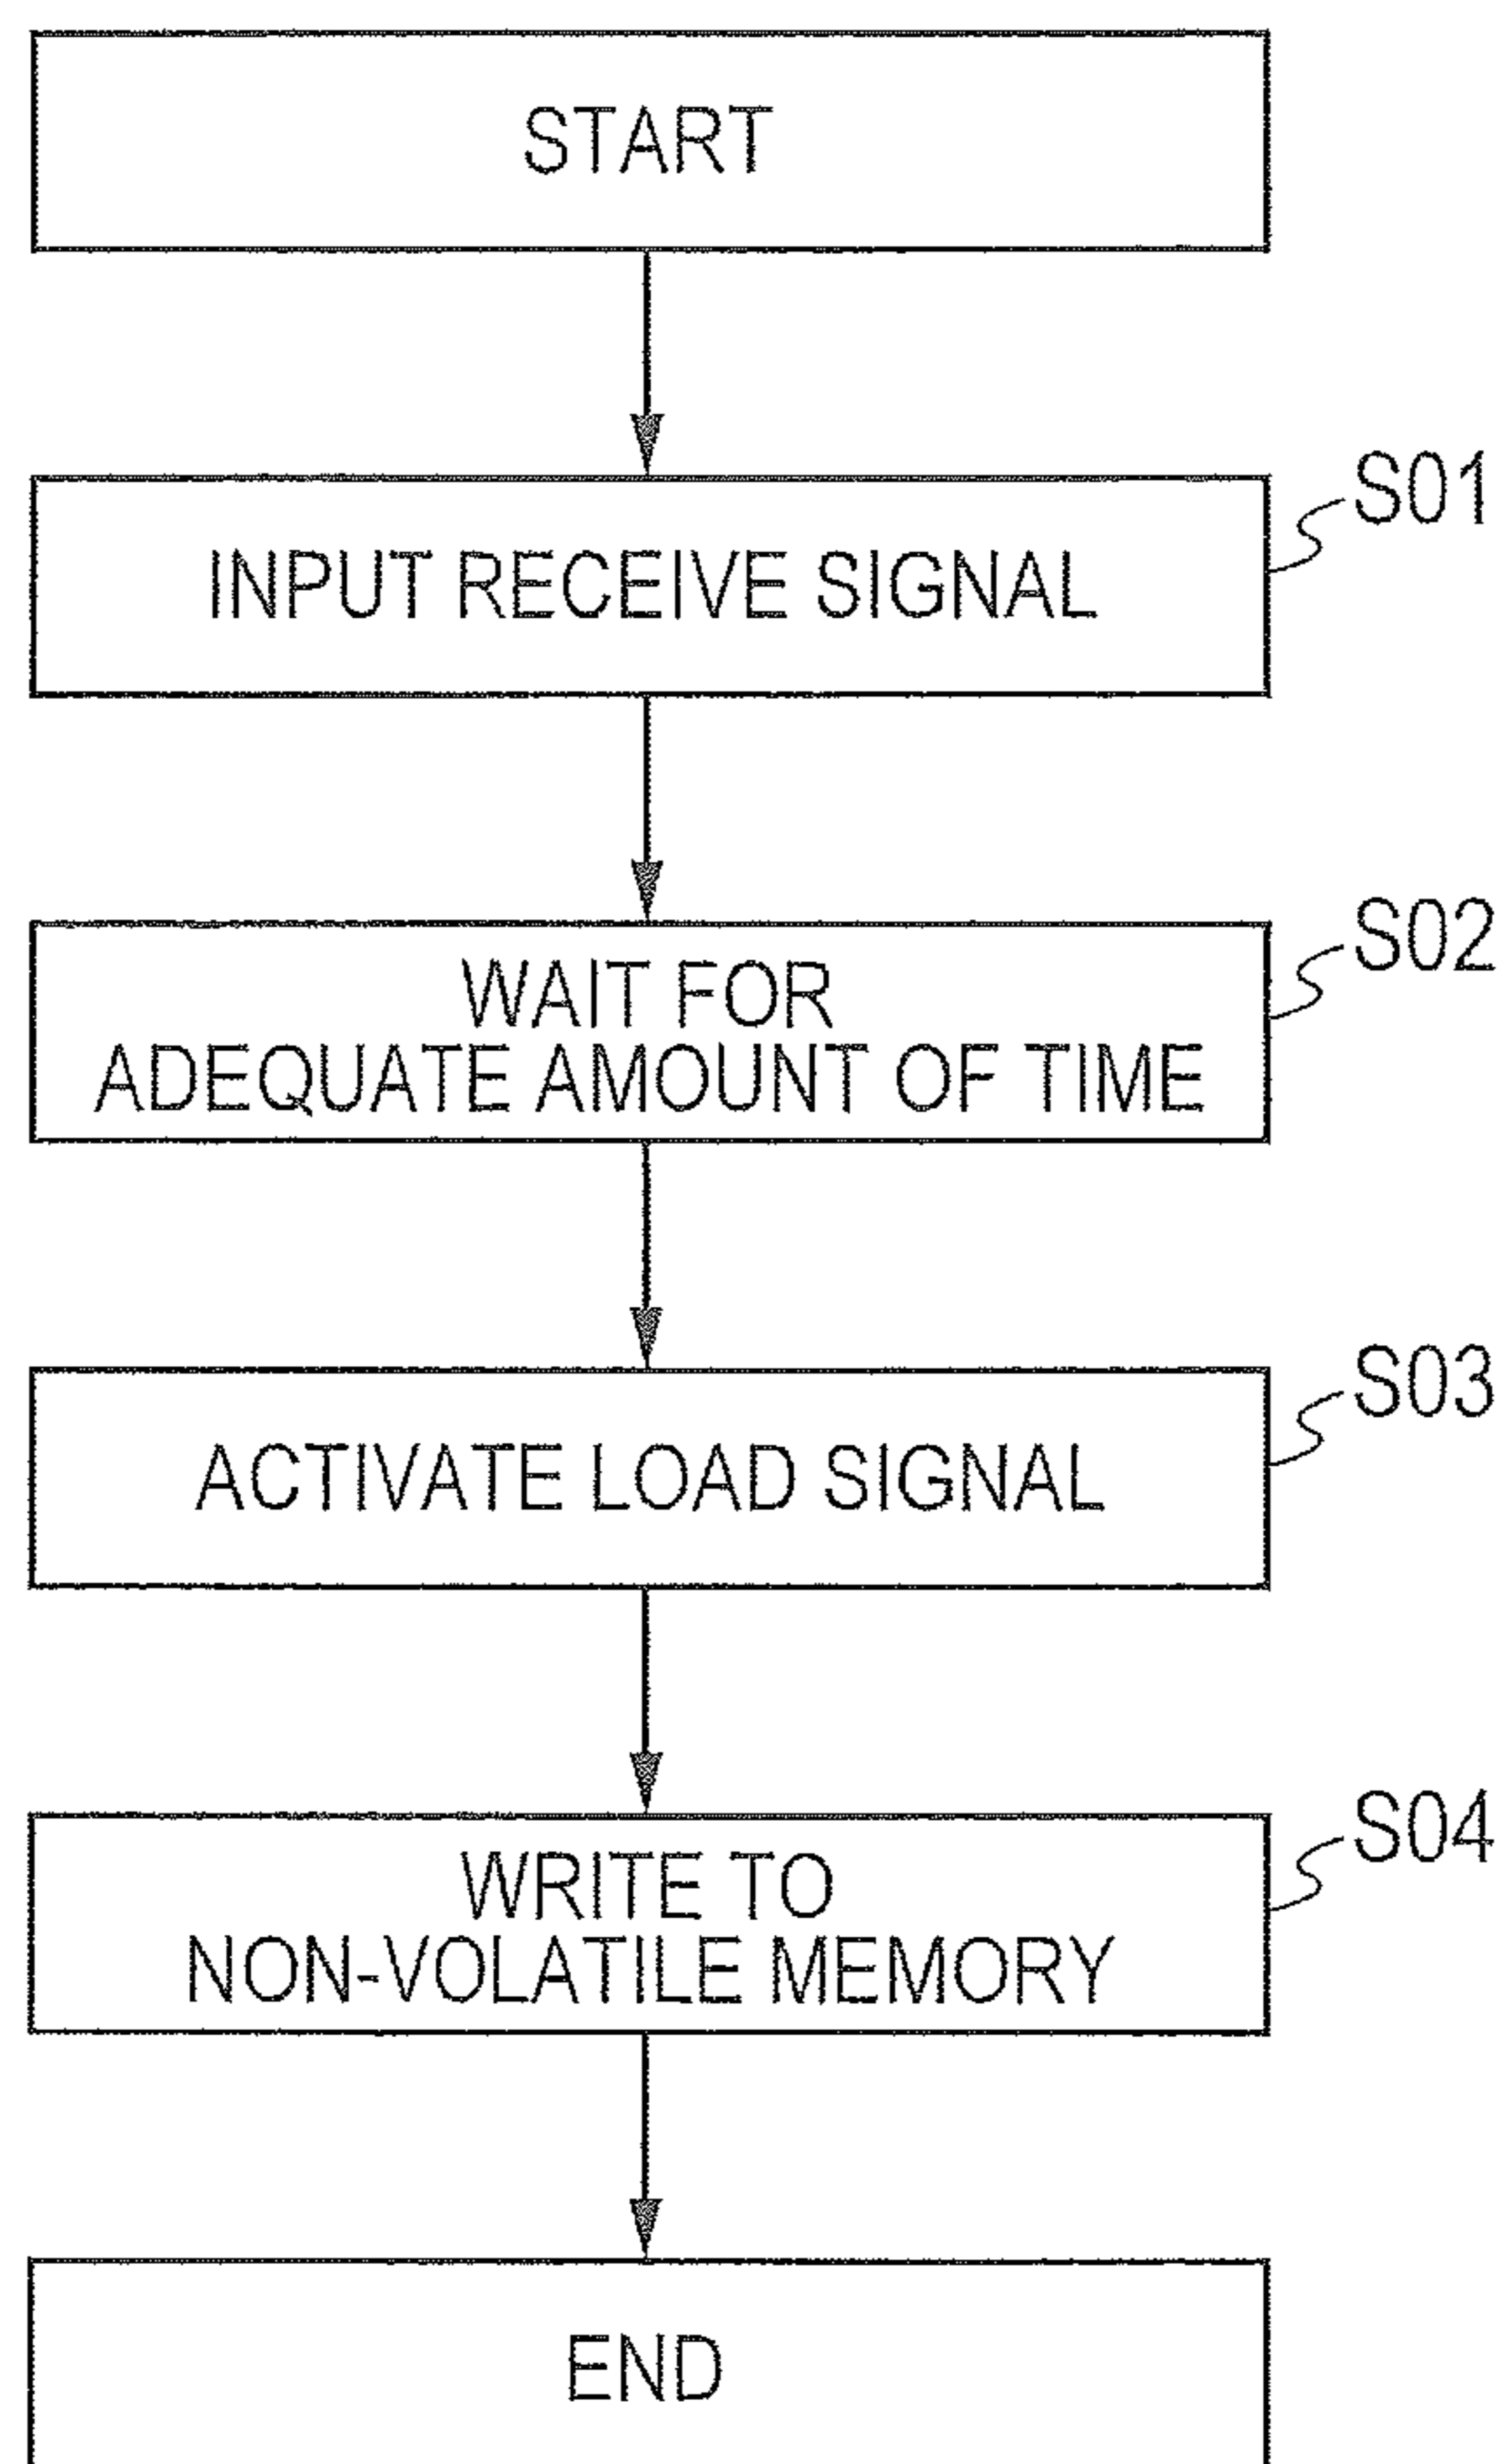 START
INPUT RECEIVE SIGNAL
S01
WAIT FOR
ADEQUATE AMOUNT OF TIME
S02
ACTIVATE LOAD SIGNAL
S03
WRITE TO
NON-VOLATILE MEMORY
S04
END